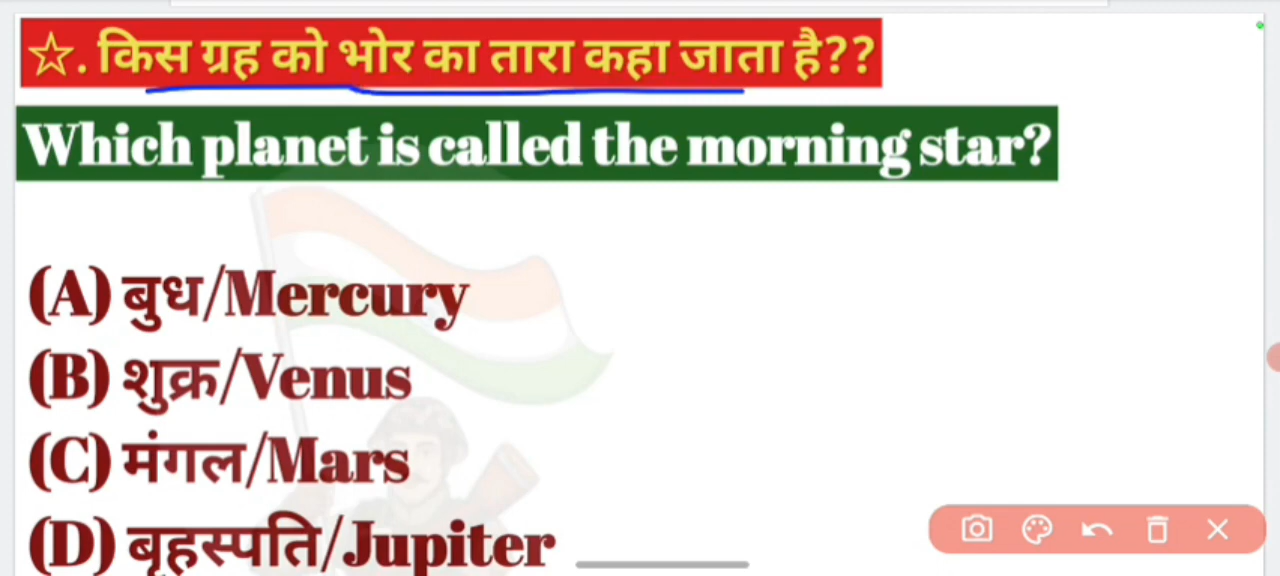 ☆. किस ग्रह को भोर का तारा कहा जाता है??
Which planet is called the morning star?
(A) बुध/Mercury
(B) शुक्र/Venus
(C) मंगल/Mars
(D) बृहस्पति/Jupiter